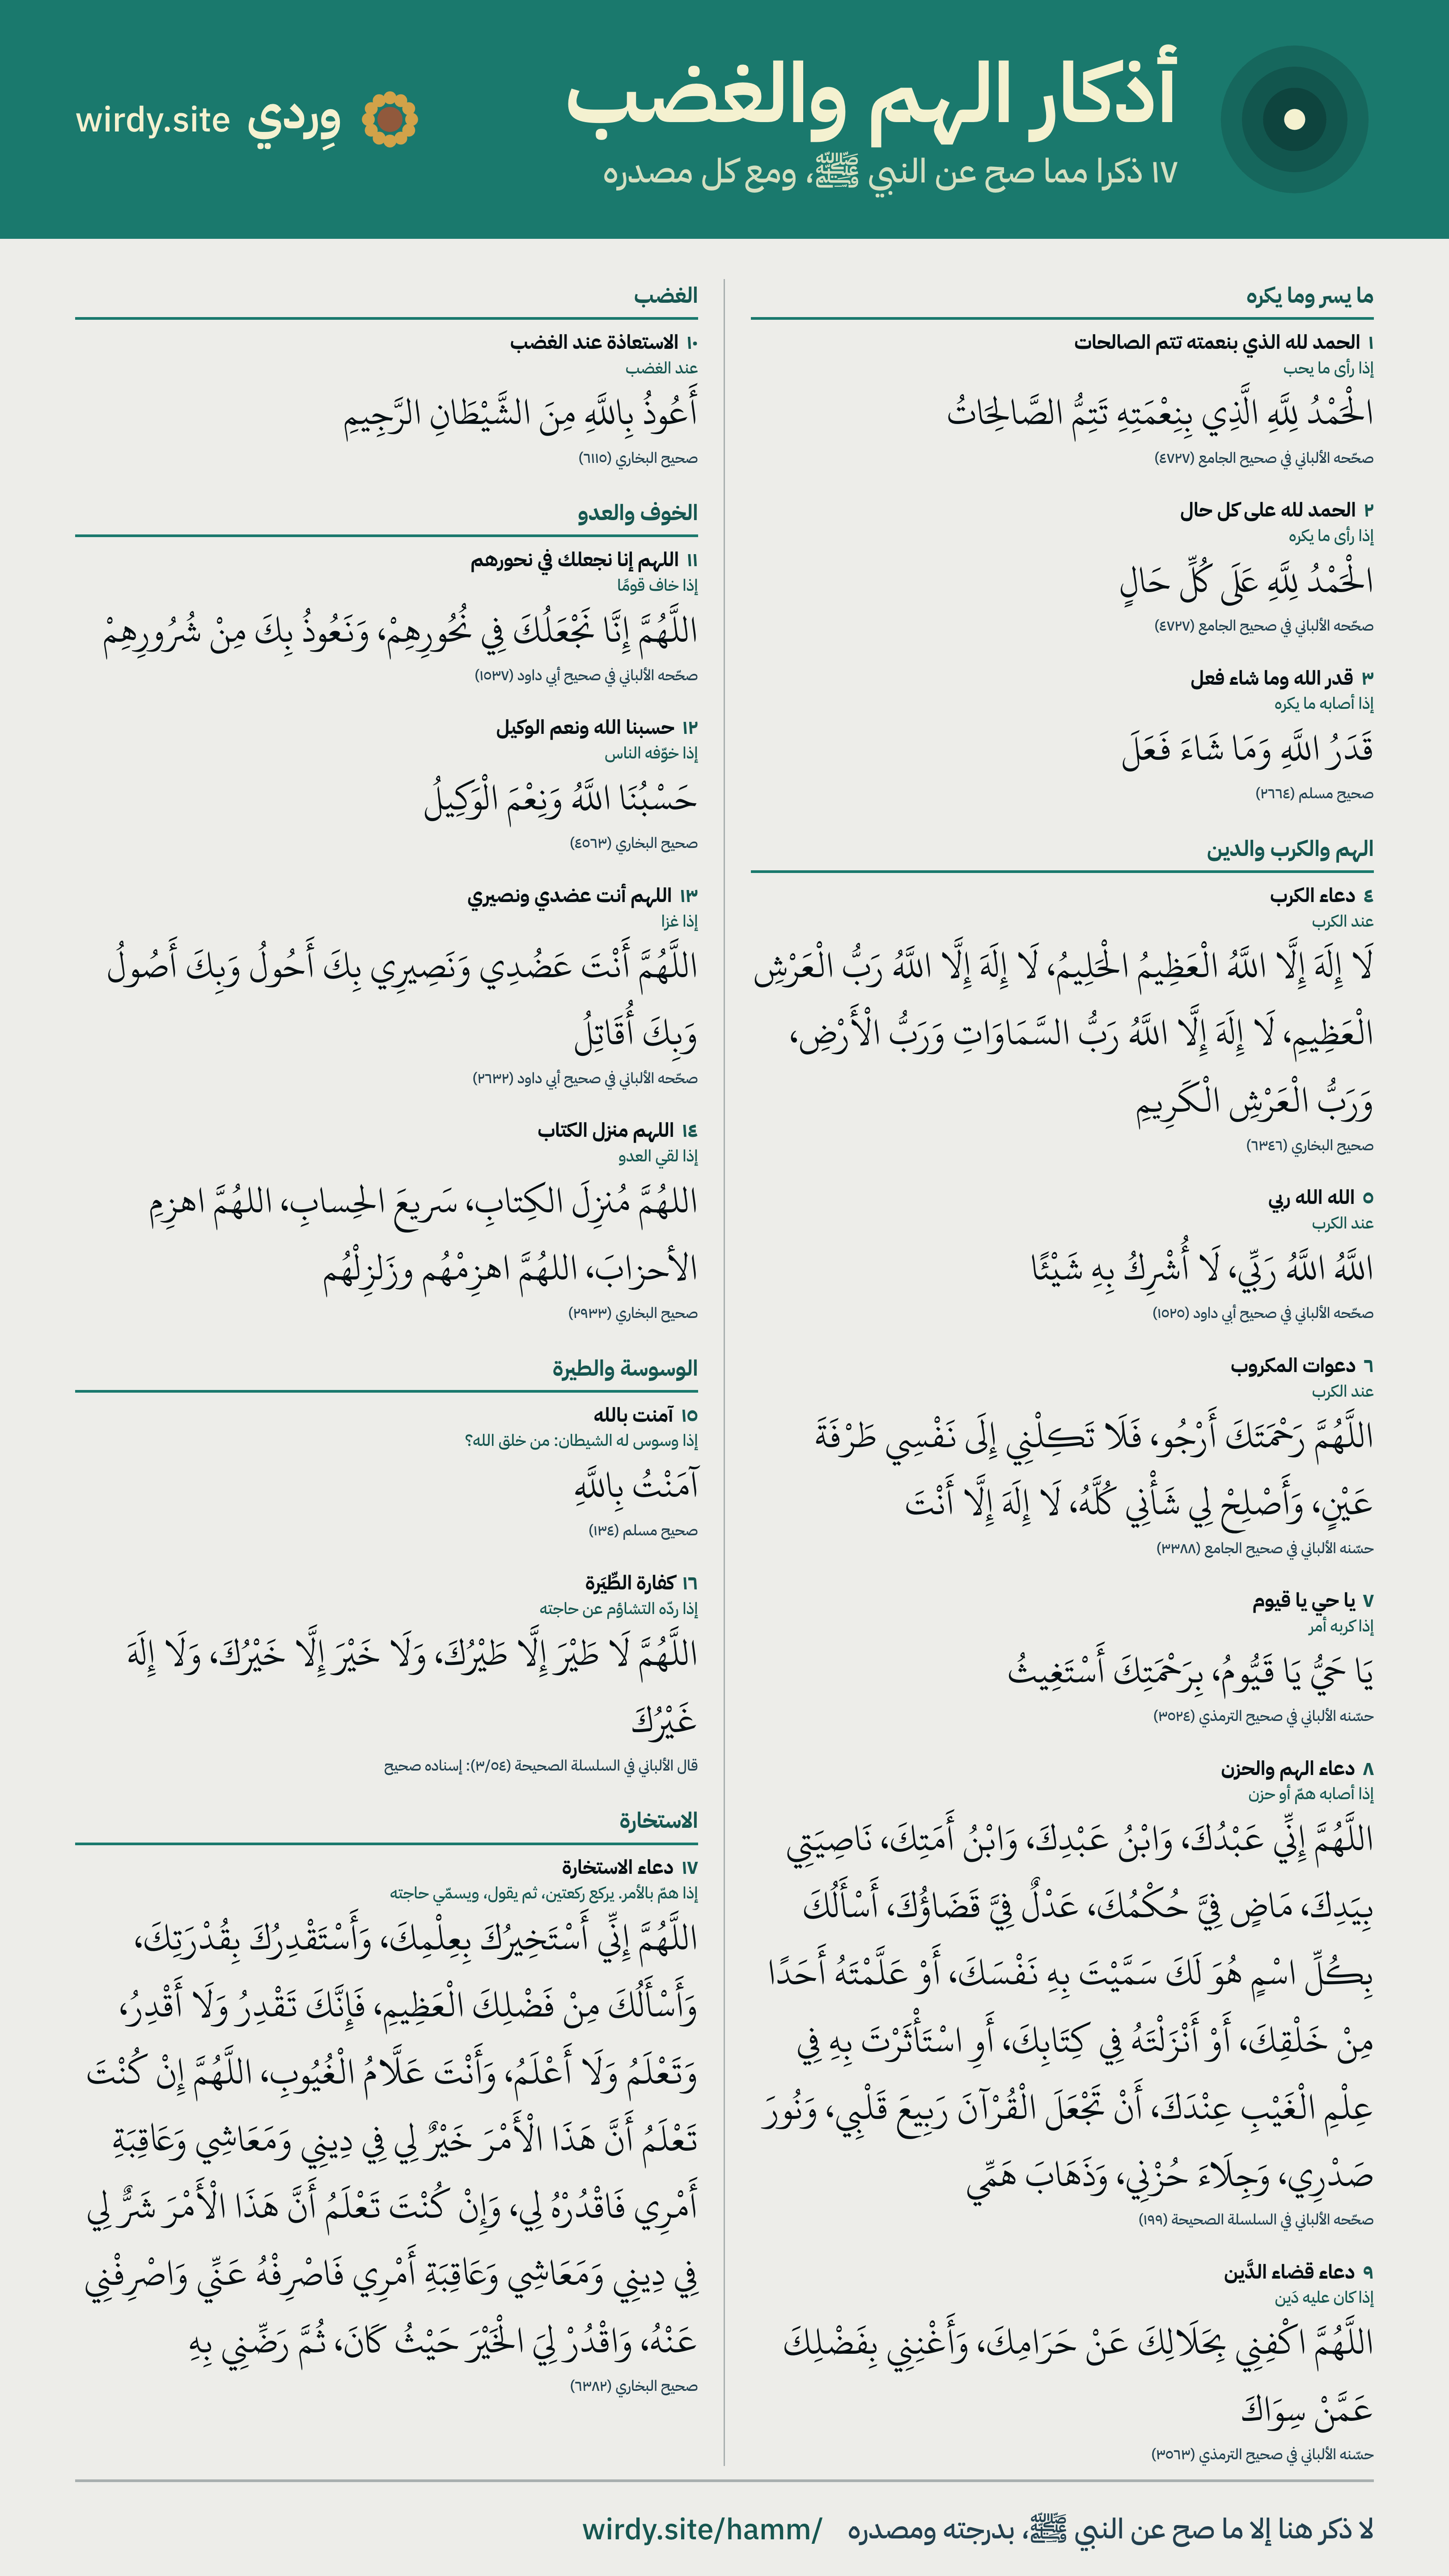 أذكار الهم والغضب
١٧ ذكرا مما صح عن النبي ﷺ، ومع كل مصدره
وِردي wirdy.site
ما يسر وما يكره
١ الحمد لله الذي بنعمته تتم الصالحات
إذا رأى ما يحب
الْحَمْدُ لِلَّهِ الَّذِي بِنِعْمَتِهِ تَتِمُّ الصَّالِحَاتُ
صحّحه الألباني في صحيح الجامع (٤٧٢٧)
٢ الحمد لله على كل حال
إذا رأى ما يكره
الْحَمْدُ لِلَّهِ عَلَى كُلِّ حَالٍ
صحّحه الألباني في صحيح الجامع (٤٧٢٧)
٣ قدر الله وما شاء فعل
إذا أصابه ما يكره
قَدَرُ اللَّهِ وَمَا شَاءَ فَعَلَ
صحيح مسلم (٢٦٦٤)
الهم والكرب والدين
٤ دعاء الكرب
عند الكرب
لَا إِلَهَ إِلَّا اللَّهُ الْعَظِيمُ الْحَلِيمُ، لَا إِلَهَ إِلَّا اللَّهُ رَبُّ الْعَرْشِ
الْعَظِيمِ، لَا إِلَهَ إِلَّا اللَّهُ رَبُّ السَّمَاوَاتِ وَرَبُّ الْأَرْضِ،
وَرَبُّ الْعَرْشِ الْكَرِيمِ
صحيح البخاري (٦٣٤٦)
٥ الله الله ربي
عند الكرب
اللَّهُ اللَّهُ رَبِّي، لَا أُشْرِكُ بِهِ شَيْئًا
صحّحه الألباني في صحيح أبي داود (١٥٢٥)
٦ دعوات المكروب
عند الكرب
اللَّهُمَّ رَحْمَتَكَ أَرْجُو، فَلَا تَكِلْنِي إِلَى نَفْسِي طَرْفَةَ
عَيْنٍ، وَأَصْلِحْ لِي شَأْنِي كُلَّهُ، لَا إِلَهَ إِلَّا أَنْتَ
حسّنه الألباني في صحيح الجامع (٣٣٨٨)
٧ يا حي يا قيوم
إذا كربه أمر
يَا حَيُّ يَا قَيُّومُ، بِرَحْمَتِكَ أَسْتَغِيثُ
حسّنه الألباني في صحيح الترمذي (٣٥٢٤)
٨ دعاء الهم والحزن
إذا أصابه همّ أو حزن
اللَّهُمَّ إِنِّي عَبْدُكَ، وَابْنُ عَبْدِكَ، وَابْنُ أَمَتِكَ، نَاصِيَتِي
بِيَدِكَ، مَاضٍ فِيَّ حُكْمُكَ، عَدْلٌ فِيَّ قَضَاؤُكَ، أَسْأَلُكَ
بِكُلِّ اسْمٍ هُوَ لَكَ سَمَّيْتَ بِهِ نَفْسَكَ، أَوْ عَلَّمْتَهُ أَحَدًا
مِنْ خَلْقِكَ، أَوْ أَنْزَلْتَهُ فِي كِتَابِكَ، أَوِ اسْتَأْثَرْتَ بِهِ فِي
عِلْمِ الْغَيْبِ عِنْدَكَ، أَنْ تَجْعَلَ الْقُرْآنَ رَبِيعَ قَلْبِي، وَنُورَ
صَدْرِي، وَجِلَاءَ حُزْنِي، وَذَهَابَ هَمِّي
صحّحه الألباني في السلسلة الصحيحة (١٩٩)
٩ دعاء قضاء الدَّين
إذا كان عليه دَين
اللَّهُمَّ اكْفِنِي بِحَلَالِكَ عَنْ حَرَامِكَ، وَأَغْنِنِي بِفَضْلِكَ
عَمَّنْ سِوَاكَ
حسّنه الألباني في صحيح الترمذي (٣٥٦٣)
الغضب
١٠ الاستعاذة عند الغضب
عند الغضب
أَعُوذُ بِاللَّهِ مِنَ الشَّيْطَانِ الرَّجِيمِ
صحيح البخاري (٦١١٥)
الخوف والعدو
١١ اللهم إنا نجعلك في نحورهم
إذا خاف قومًا
اللَّهُمَّ إِنَّا نَجْعَلُكَ فِي نُحُورِهِمْ، وَنَعُوذُ بِكَ مِنْ شُرُورِهِمْ
صحّحه الألباني في صحيح أبي داود (١٥٣٧)
١٢ حسبنا الله ونعم الوكيل
إذا خوّفه الناس
حَسْبُنَا اللَّهُ وَنِعْمَ الْوَكِيلُ
صحيح البخاري (٤٥٦٣)
١٣ اللهم أنت عضدي ونصيري
إذا غزا
اللَّهُمَّ أَنْتَ عَضُدِي وَنَصِيرِي بِكَ أَحُولُ وَبِكَ أَصُولُ
وَبِكَ أُقَاتِلُ
صحّحه الألباني في صحيح أبي داود (٢٦٣٢)
١٤ اللهم منزل الكتاب
إذا لقي العدو
اللهُمَّ مُنزِلَ الكِتابِ، سَريعَ الحِسابِ، اللهُمَّ اهزِمِ
الأحزابَ، اللهُمَّ اهزِمْهُم وزَلزِلْهُم
صحيح البخاري (٢٩٣٣)
الوسوسة والطيرة
١٥ آمنت بالله
إذا وسوس له الشيطان: من خلق الله؟
آمَنْتُ بِاللَّهِ
صحيح مسلم (١٣٤)
١٦ كفارة الطِّيَرة
إذا ردّه التشاؤم عن حاجته
اللَّهُمَّ لَا طَيْرَ إِلَّا طَيْرُكَ، وَلَا خَيْرَ إِلَّا خَيْرُكَ، وَلَا إِلَهَ
غَيْرُكَ
قال الألباني في السلسلة الصحيحة (٣/٥٤): إسناده صحيح
الاستخارة
١٧ دعاء الاستخارة
إذا همّ بالأمر. يركع ركعتين، ثم يقول، ويسمّي حاجته
اللَّهُمَّ إِنِّي أَسْتَخِيرُكَ بِعِلْمِكَ، وَأَسْتَقْدِرُكَ بِقُدْرَتِكَ،
وَأَسْأَلُكَ مِنْ فَضْلِكَ الْعَظِيمِ، فَإِنَّكَ تَقْدِرُ وَلَا أَقْدِرُ،
وَتَعْلَمُ وَلَا أَعْلَمُ، وَأَنْتَ عَلَّامُ الْغُيُوبِ، اللَّهُمَّ إِنْ كُنْتَ
تَعْلَمُ أَنَّ هَذَا الْأَمْرَ خَيْرٌ لِي فِي دِينِي وَمَعَاشِي وَعَاقِبَةِ
أَمْرِي فَاقْدُرْهُ لِي، وَإِنْ كُنْتَ تَعْلَمُ أَنَّ هَذَا الْأَمْرَ شَرٌّ لِي
فِي دِينِي وَمَعَاشِي وَعَاقِبَةِ أَمْرِي فَاصْرِفْهُ عَنِّي وَاصْرِفْنِي
عَنْهُ، وَاقْدُرْ لِيَ الْخَيْرَ حَيْثُ كَانَ، ثُمَّ رَضِّنِي بِهِ
صحيح البخاري (٦٣٨٢)
لا ذكر هنا إلا ما صح عن النبي ﷺ، بدرجته ومصدره wirdy.site/hamm/